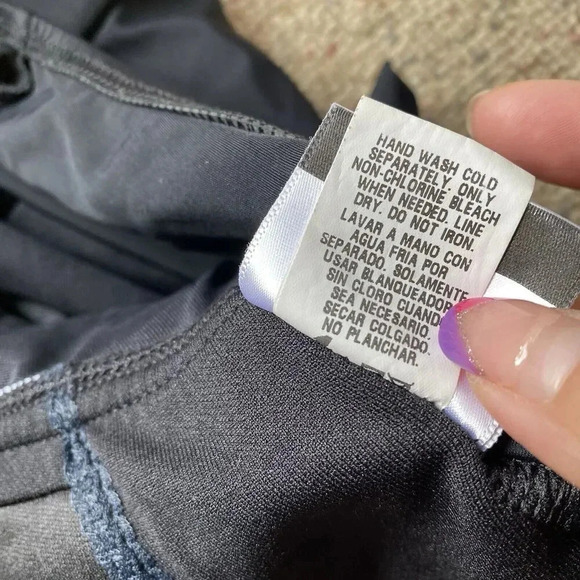 HAND WASH COLD
SEPARATELY. ONLY
NON-CHLORINE BLEACH
WHEN NEEDED. LINE
DRY. DO NOT IRON.
LAVAR A MANO CON
AGUA FRIA POR
SEPARADO. SOLAMENTE
USAR BLANQUEADOR
SIN CLORO CUANDO
SEA NECESARIO.
SECAR COLGADO.
NO PLANCHAR.